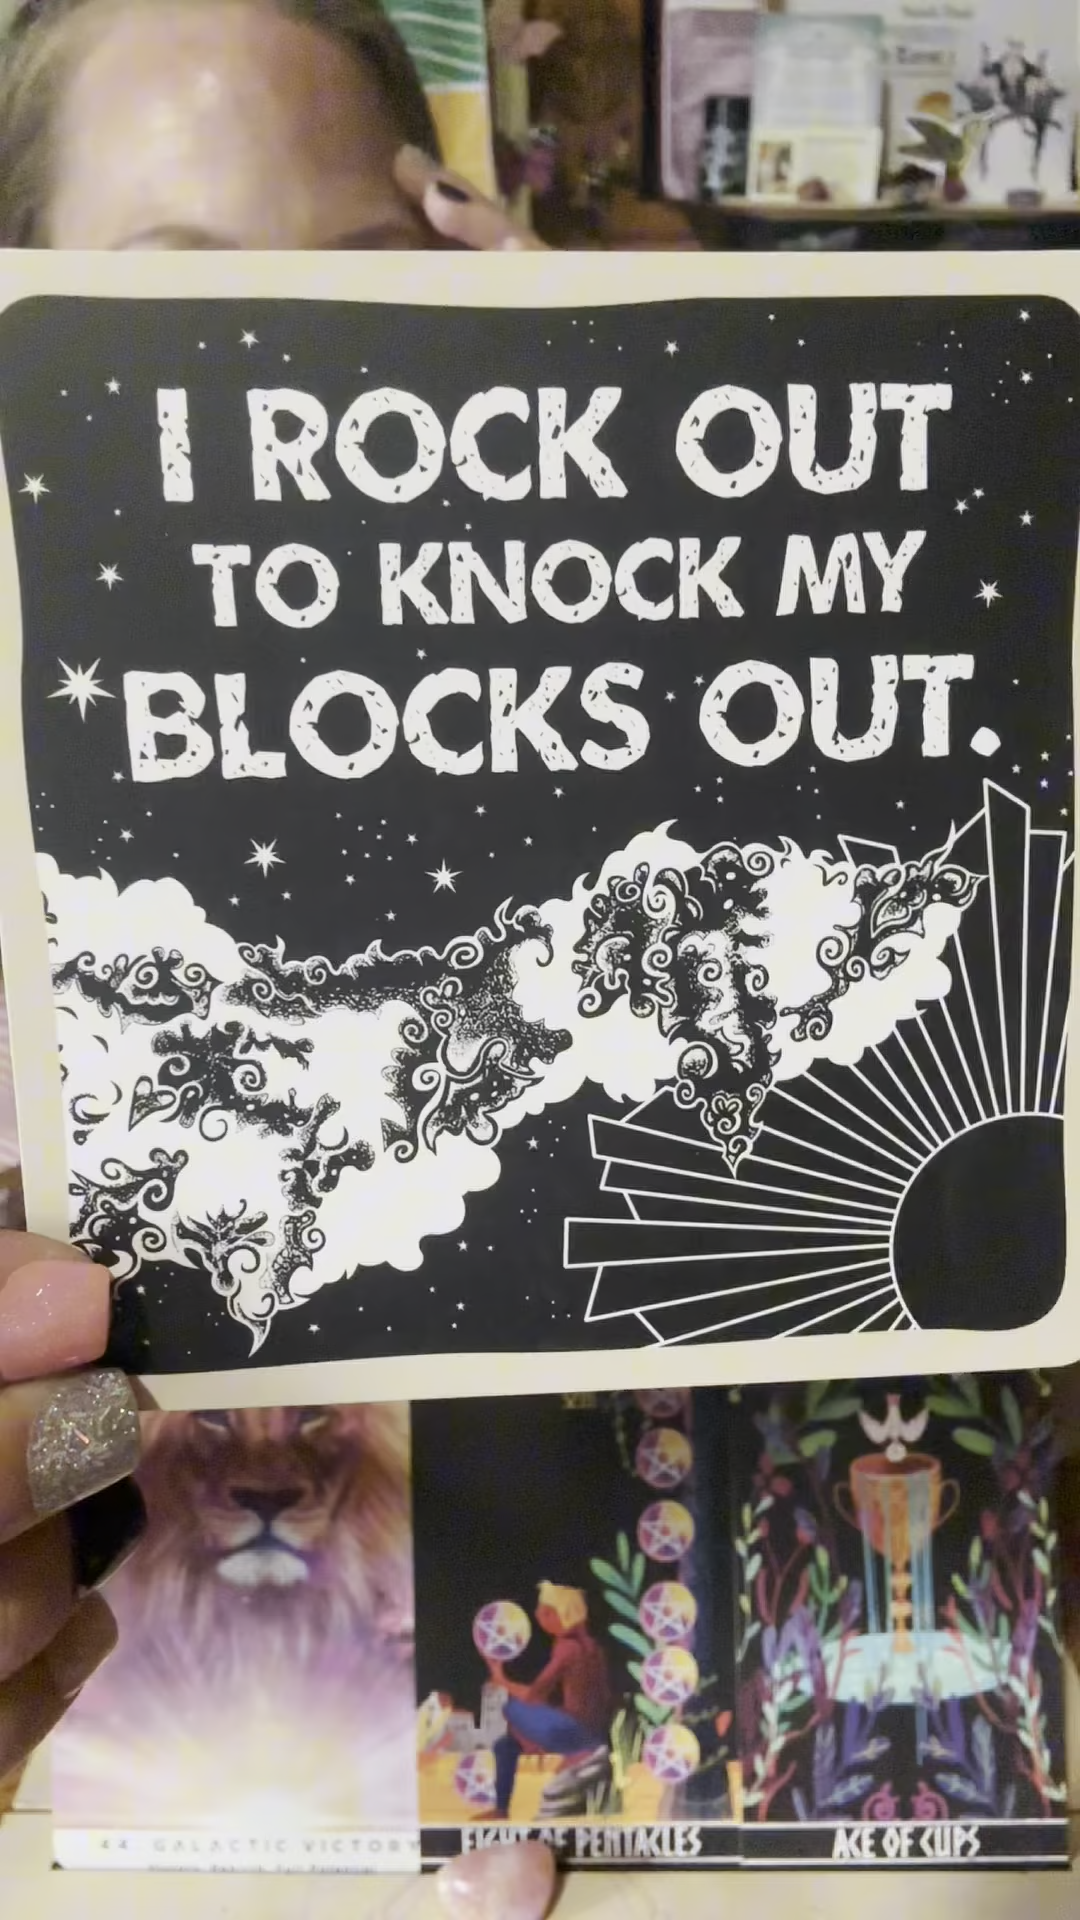 I ROCK OUT
TO KNOCK MY
BLOCKS OUT.
44. GALACTIC VICTORY
EIGHT OF PENTACLES
ACE OF CUPS